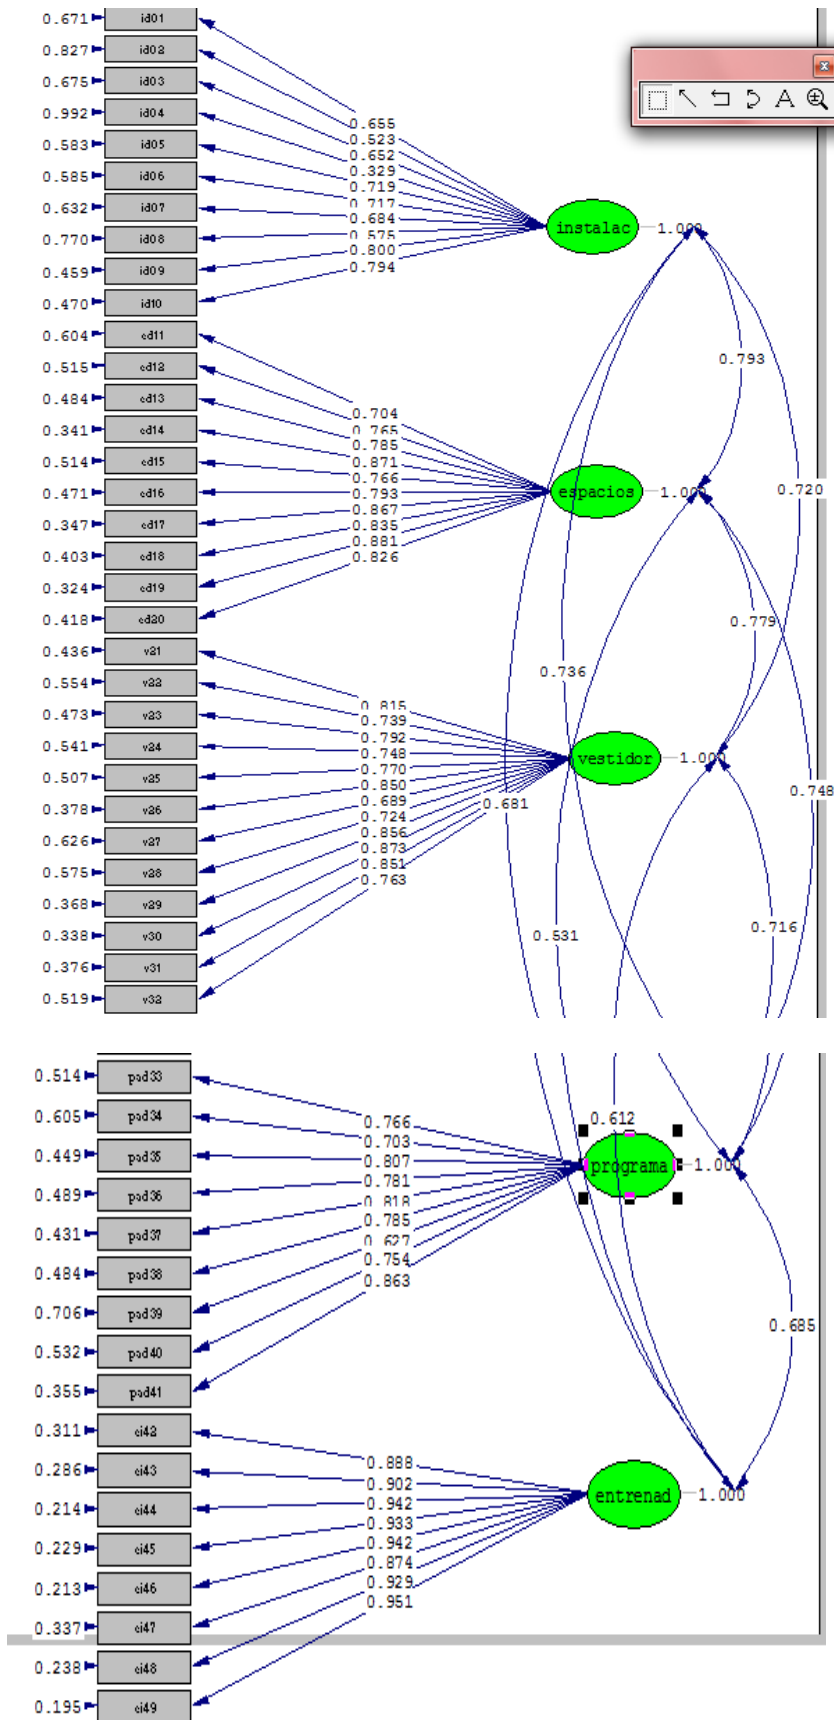 0.671 id01
0.827 id02
0.675 id03
0.992 id04
0.583 id05
0.585 id06
0.632 id07
0.770 id08
0.459 id09
0.470 id10
0.655
0.523
0.652
0.329
0.719
0.717
0.684
0.575
0.800
0.794
instalac 1.000
0.604 ed11
0.515 ed12
0.484 ed13
0.341 ed14
0.514 ed15
0.471 ed16
0.347 ed17
0.403 ed18
0.324 ed19
0.418 ed20
0.704
0.765
0.785
0.871
0.766
0.793
0.867
0.835
0.881
0.826
espacios 1.000
0.793
0.720
0.436 v21
0.554 v22
0.473 v23
0.541 v24
0.507 v25
0.378 v26
0.626 v27
0.575 v28
0.368 v29
0.338 v30
0.376 v31
0.519 v32
0.815
0.739
0.792
0.748
0.770
0.850
0.689
0.724
0.856
0.873
0.851
0.763
vestidor 1.000
0.779
0.736
0.748
0.681
0.716
0.531
0.514 pad33
0.605 pad34
0.449 pad35
0.489 pad36
0.431 pad37
0.484 pad38
0.706 pad39
0.532 pad40
0.355 pad41
0.766
0.703
0.807
0.781
0.818
0.785
0.627
0.754
0.863
0.612
programa 1.000
0.685
0.311 ei42
0.286 ei43
0.214 ei44
0.229 ei45
0.213 ei46
0.337 ei47
0.238 ei48
0.195 ei49
0.888
0.902
0.942
0.933
0.942
0.874
0.929
0.951
entrenad 1.000